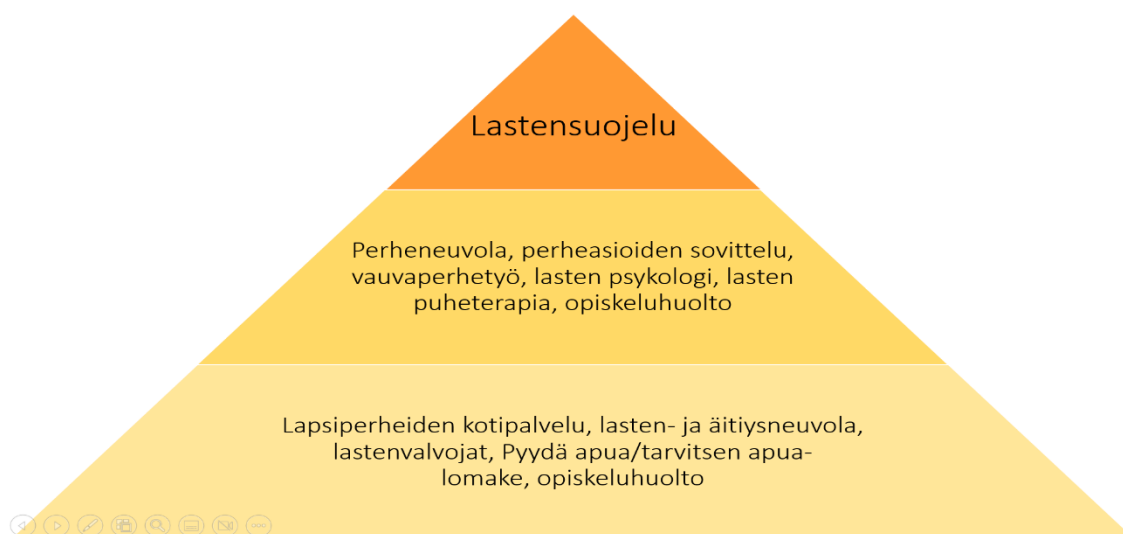 Lastensuojelu
Perheneuvola, perheasioiden sovittelu,
vauvaperhetyö, lasten psykologi, lasten
puheterapia, opiskeluhuolto
Lapsiperheiden kotipalvelu, lasten- ja äitiysneuvola,
lastenvalvojat, Pyydä apua/tarvitsen apua-
lomake, opiskeluhuolto